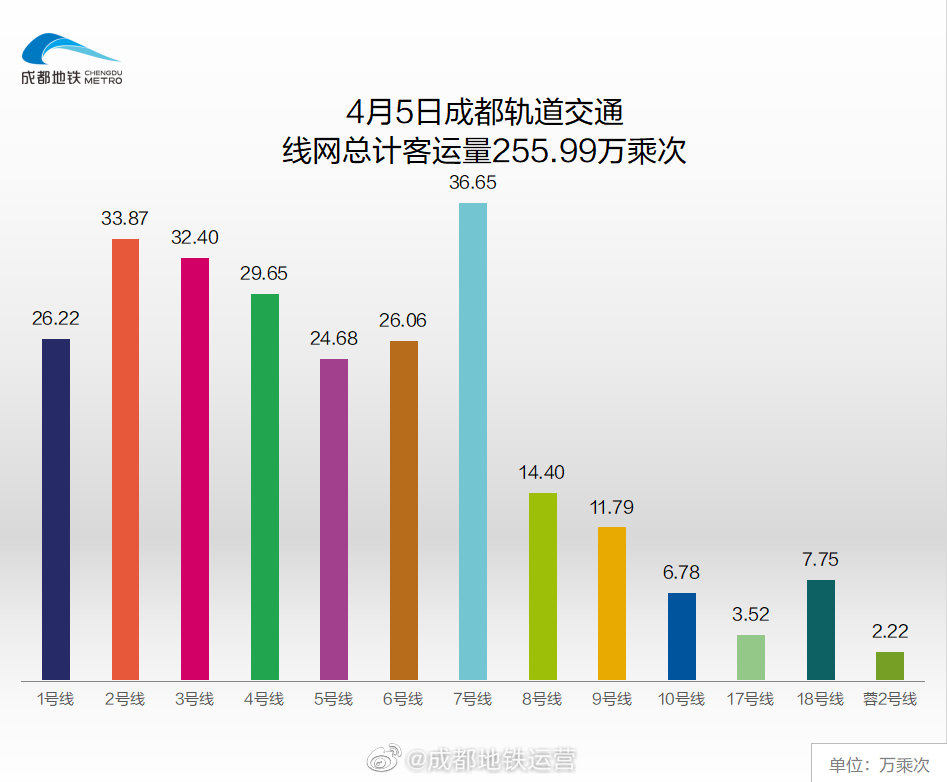 成都地铁 CHENGDU METRO
4月5日成都轨道交通
线网总计客运量255.99万乘次
26.22 33.87 32.40 29.65 24.68 26.06 36.65 14.40 11.79 6.78 3.52 7.75 2.22
1号线 2号线 3号线 4号线 5号线 6号线 7号线 8号线 9号线 10号线 17号线 18号线 蓉2号线
@成都地铁运营
单位：万乘次